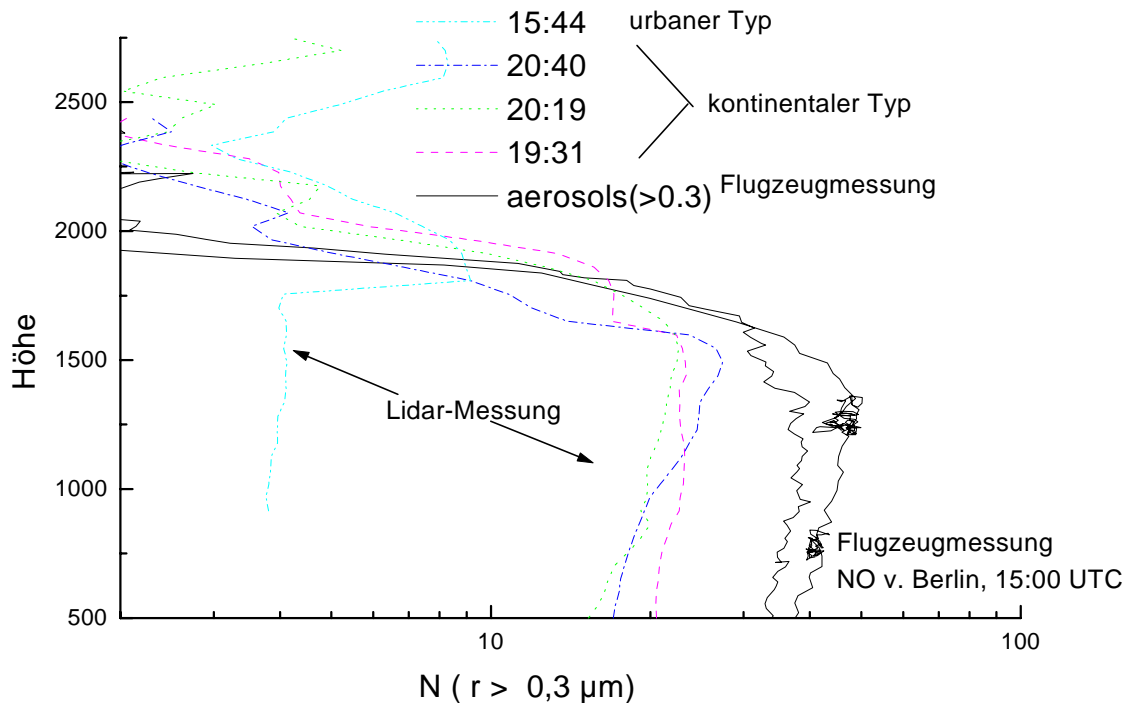 15:44 urbaner Typ
20:40
20:19 kontinentaler Typ
19:31
aerosols(>0.3) Flugzeugmessung
2500
2000
1500
1000
500
Höhe
Lidar-Messung
Flugzeugmessung
NO v. Berlin, 15:00 UTC
10 100
N ( r > 0,3 µm)